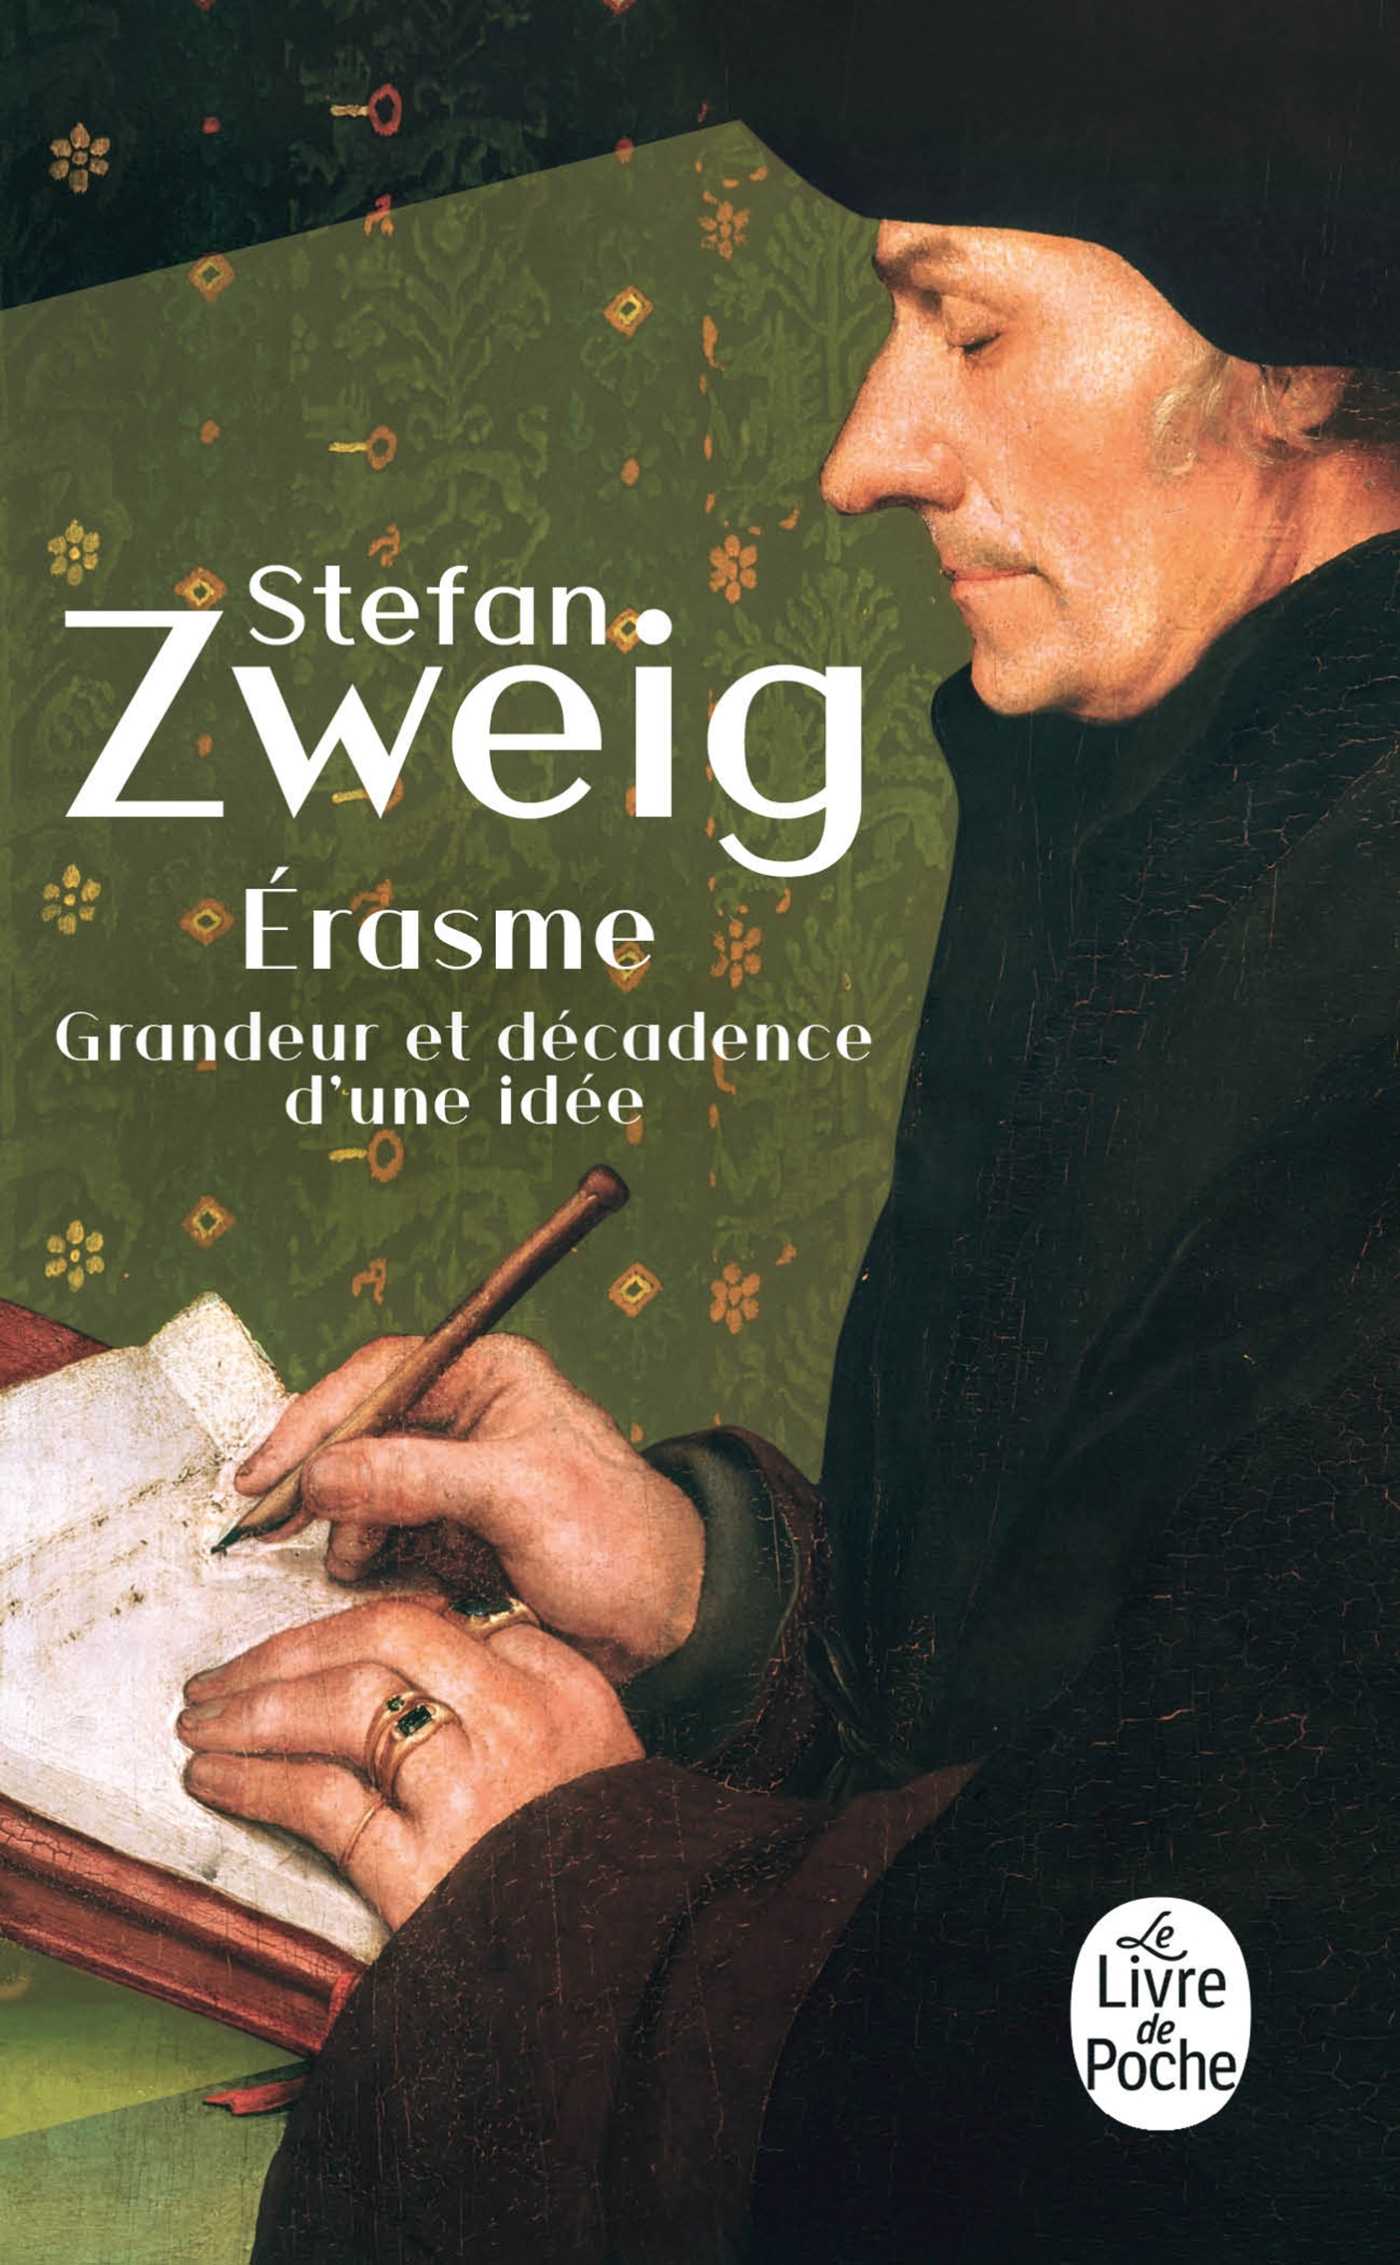 Stefan
Zweig
Érasme
Grandeur et décadence
d'une idée
Le
Livre
de
Poche